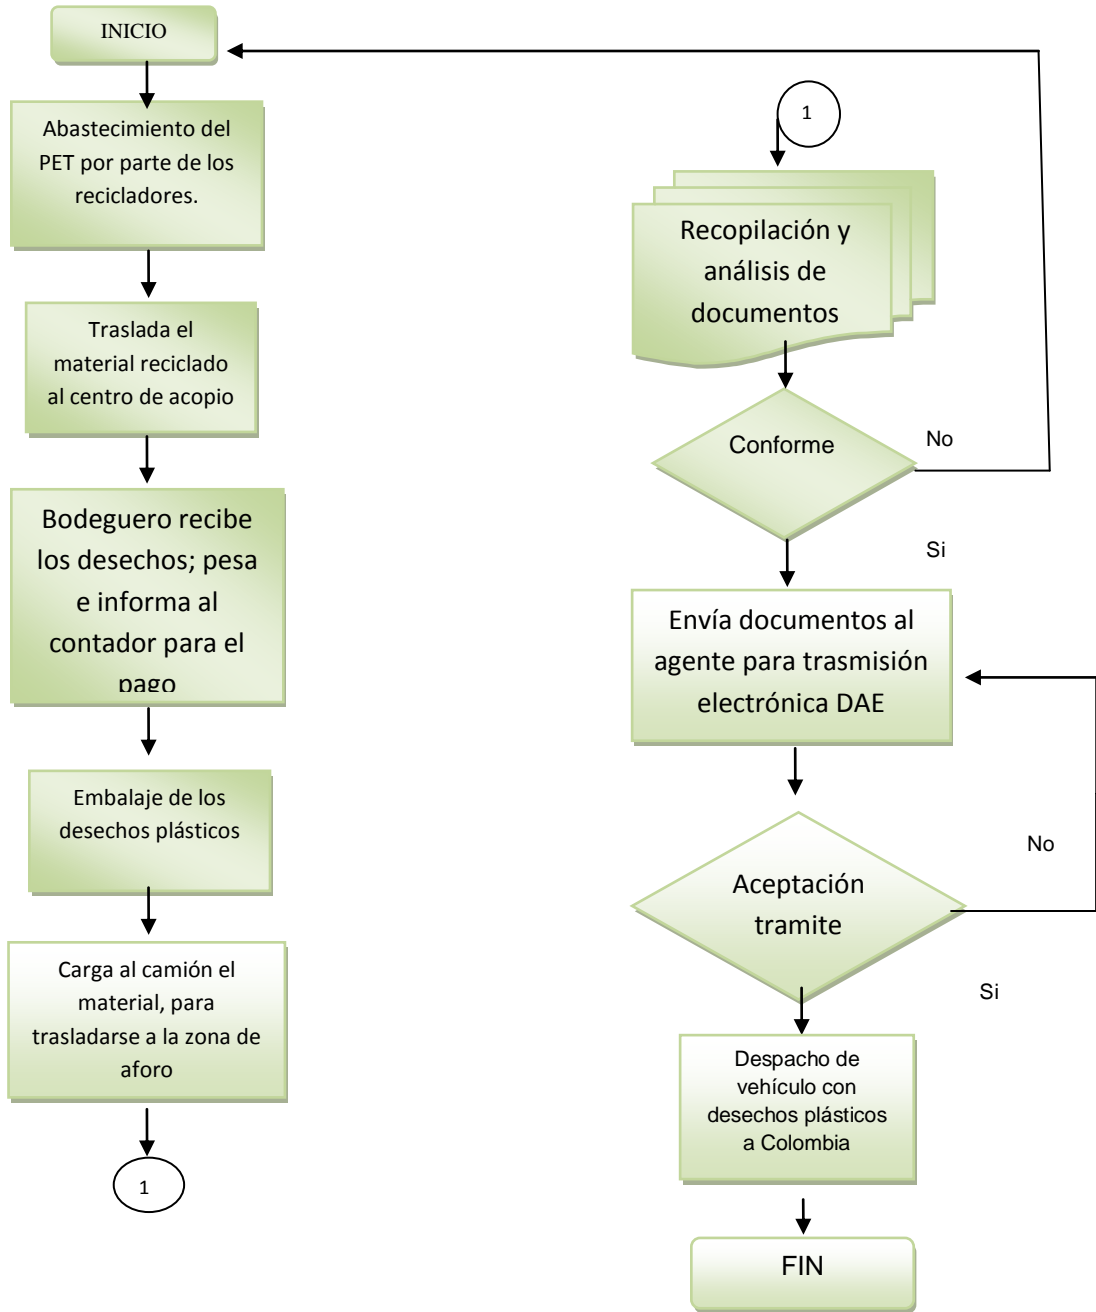 INICIO
Abastecimiento del
PET por parte de los
recicladores.
Traslada el
material reciclado
al centro de acopio
Bodeguero recibe
los desechos; pesa
e informa al
contador para el
pago
Embalaje de los
desechos plásticos
Carga al camión el
material, para
trasladarse a la zona de
aforo
1
1
Recopilación y
análisis de
documentos
Conforme
No
Si
Envía documentos al
agente para trasmisión
electrónica DAE
No
Aceptación
tramite
Si
Despacho de
vehículo con
desechos plásticos
a Colombia
FIN